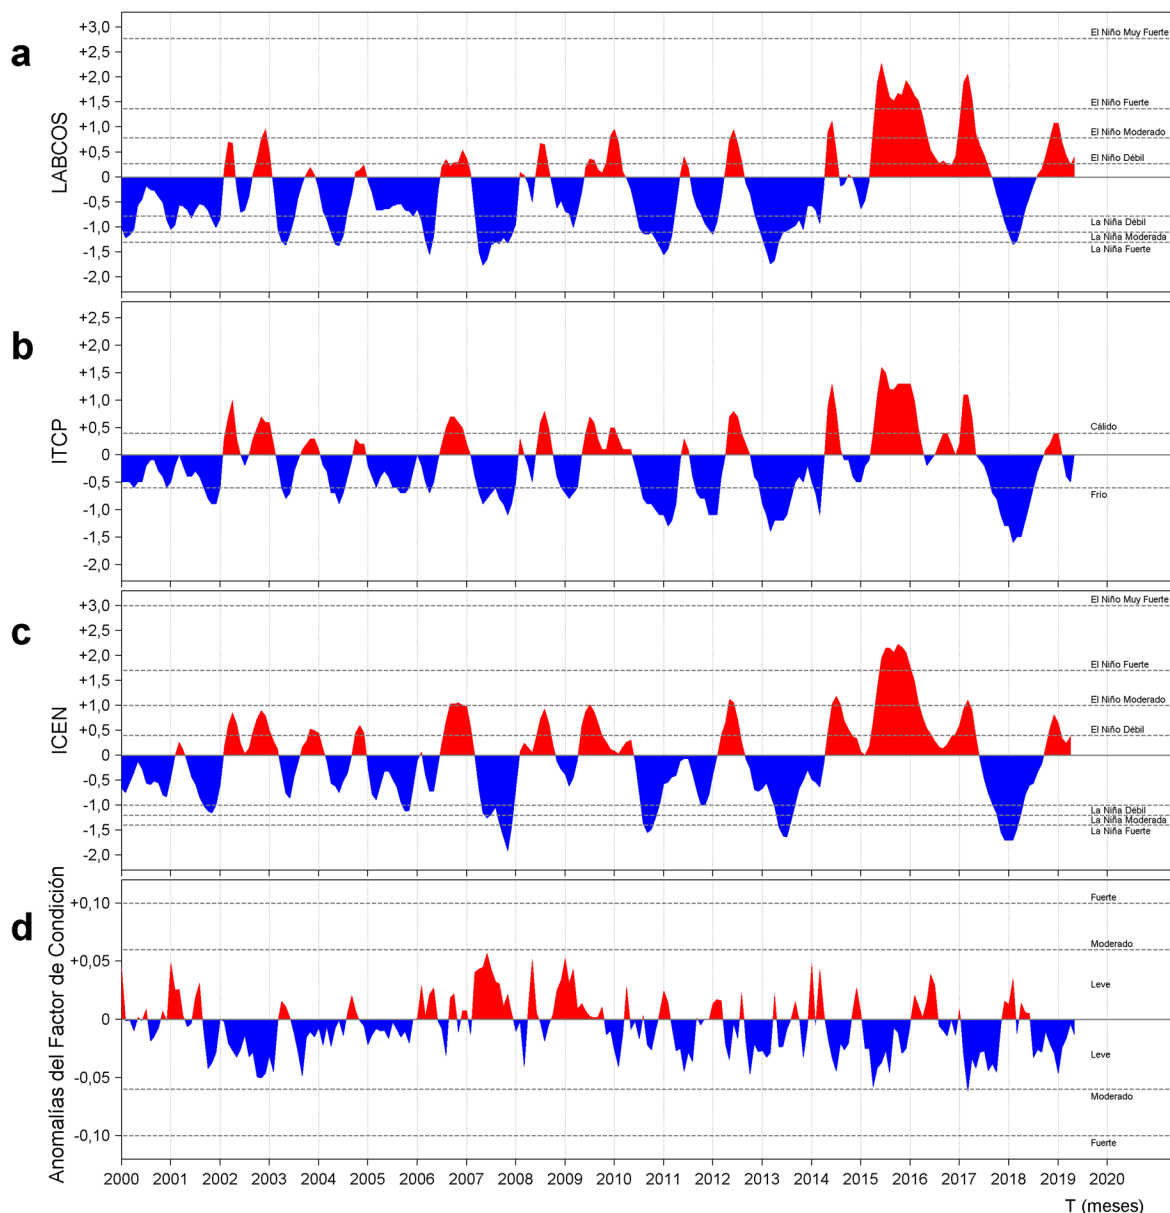 a
LABCOS
+3,0
+2,5
+2,0
+1,5
+1,0
+0,5
0
-0,5
-1,0
-1,5
-2,0
El Niño Muy Fuerte
El Niño Fuerte
El Niño Moderado
El Niño Débil
La Niña Débil
La Niña Moderada
La Niña Fuerte
b
ITCP
+2,5
+2,0
+1,5
+1,0
+0,5
0
-0,5
-1,0
-1,5
-2,0
Cálido
Frío
c
ICEN
+3,0
+2,5
+2,0
+1,5
+1,0
+0,5
0
-0,5
-1,0
-1,5
-2,0
El Niño Muy Fuerte
El Niño Fuerte
El Niño Moderado
El Niño Débil
La Niña Débil
La Niña Moderada
La Niña Fuerte
d
Anomalías del Factor de Condición
+0,10
+0,05
0
-0,05
-0,10
Fuerte
Moderado
Leve
Leve
Moderado
Fuerte
2000 2001 2002 2003 2004 2005 2006 2007 2008 2009 2010 2011 2012 2013 2014 2015 2016 2017 2018 2019 2020
T (meses)